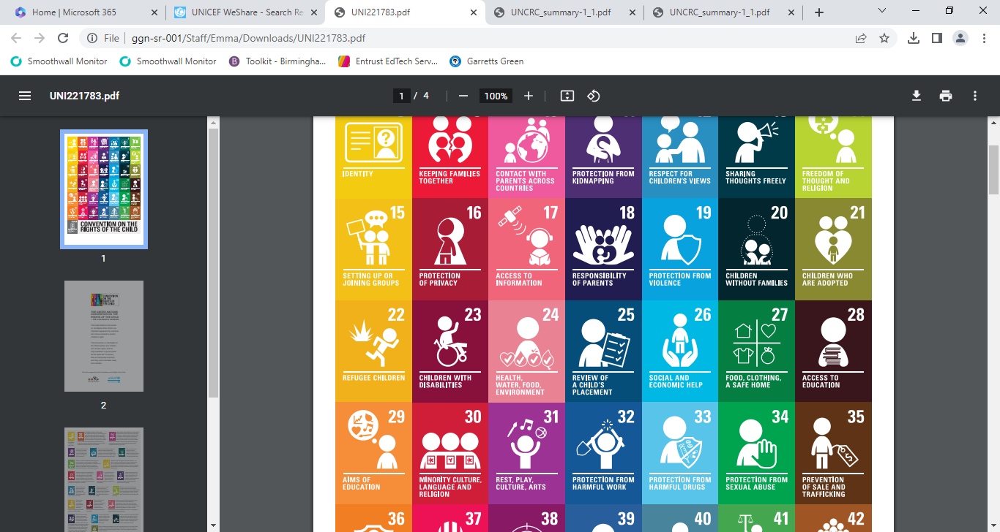 Home | Microsoft 365
UNICEF WeShare - Search Re
UNI221783.pdf
UNCRC_summary-1_1.pdf
UNCRC_summary-1_1.pdf
File | ggn-sr-001/Staff/Emma/Downloads/UNI221783.pdf
Smoothwall Monitor
Smoothwall Monitor
B Toolkit - Birmingha...
Entrust EdTech Serv...
Garretts Green
UNI221783.pdf
1 / 4
100%
CONVENTION ON THE
RIGHTS OF THE CHILD
1
2
IDENTITY
KEEPING FAMILIES
TOGETHER
CONTACT WITH
PARENTS ACROSS
COUNTRIES
PROTECTION FROM
KIDNAPPING
RESPECT FOR
CHILDREN'S VIEWS
SHARING
THOUGHTS FREELY
FREEDOM OF
THOUGHT AND
RELIGION
15
SETTING UP OR
JOINING GROUPS
16
PROTECTION
OF PRIVACY
17
ACCESS TO
INFORMATION
18
RESPONSIBILITY
OF PARENTS
19
PROTECTION FROM
VIOLENCE
20
CHILDREN
WITHOUT FAMILIES
21
CHILDREN WHO
ARE ADOPTED
22
REFUGEE CHILDREN
23
CHILDREN WITH
DISABILITIES
24
HEALTH,
WATER, FOOD,
ENVIRONMENT
25
REVIEW OF
A CHILD'S
PLACEMENT
26
SOCIAL AND
ECONOMIC HELP
27
FOOD, CLOTHING,
A SAFE HOME
28
ACCESS TO
EDUCATION
29
AIMS OF
EDUCATION
30
MINORITY CULTURE,
LANGUAGE AND
RELIGION
31
REST, PLAY,
CULTURE, ARTS
32
PROTECTION FROM
HARMFUL WORK
33
PROTECTION FROM
HARMFUL DRUGS
34
PROTECTION FROM
SEXUAL ABUSE
35
PREVENTION
OF SALE AND
TRAFFICKING
36
37
38
39
40
41
42